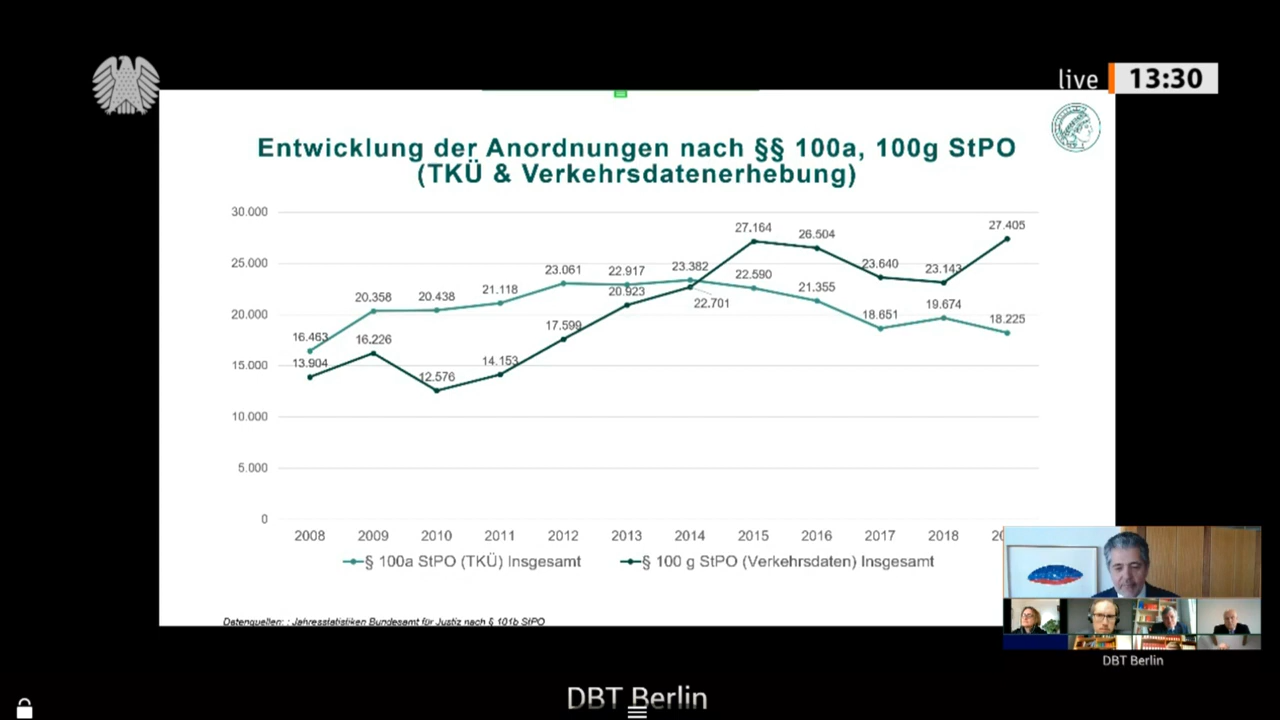 live 13:30
Entwicklung der Anordnungen nach §§ 100a, 100g StPO
(TKÜ & Verkehrsdatenerhebung)
30.000
25.000
20.000
15.000
10.000
5.000
0
16.463 20.358 20.438 21.118 23.061 22.917 23.382 22.590 21.355 18.651 19.674 18.225
13.904 16.226 12.576 14.153 17.599 20.923 22.701 27.164 26.504 23.640 23.143 27.405
2008 2009 2010 2011 2012 2013 2014 2015 2016 2017 2018
§ 100a StPO (TKÜ) Insgesamt § 100 g StPO (Verkehrsdaten) Insgesamt
Datenquellen: : Jahresstatistiken Bundesamt für Justiz nach § 101b StPO
DBT Berlin
DBT Berlin